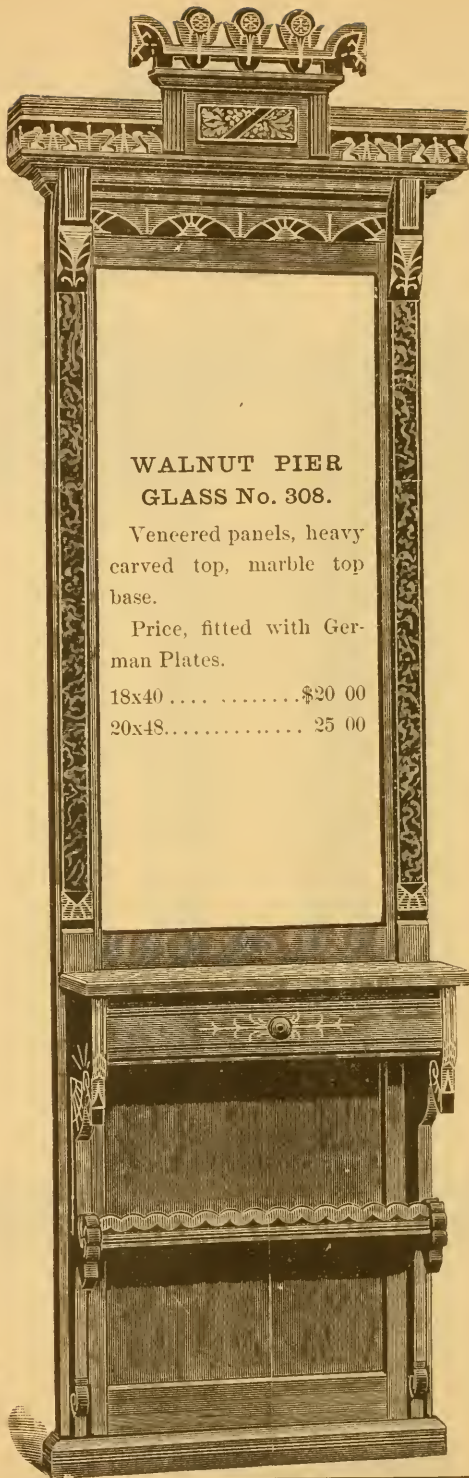 WALNUT PIER
GLASS No. 308.
Veneered panels, heavy
carved top, marble top
base.
Price, fitted with Ger-
man Plates.
18x40 .... .........$20 00
20x48.............. 25 00